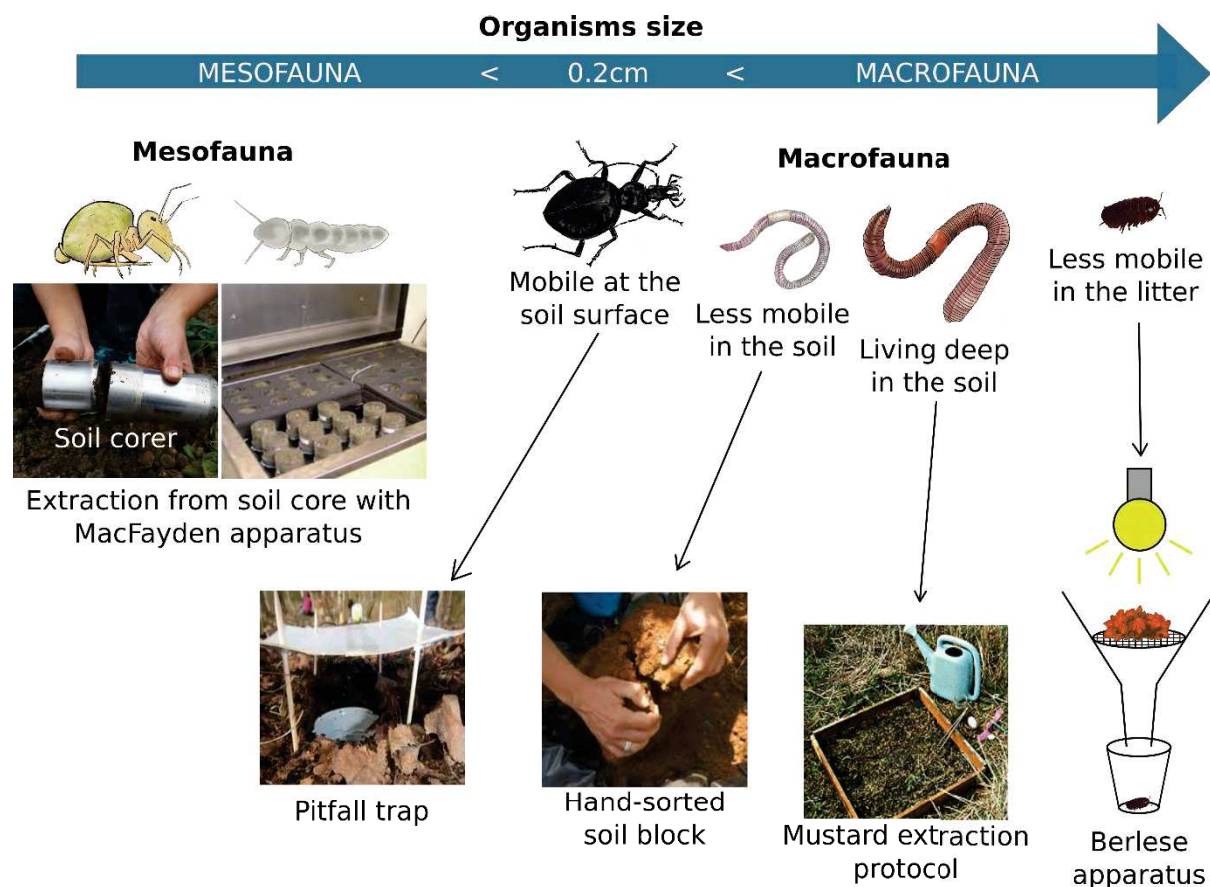 Organisms size
MESOFAUNA < 0.2cm < MACROFAUNA
Mesofauna
Macrofauna
Mobile at the
soil surface
Less mobile
in the soil
Living deep
in the soil
Less mobile
in the litter
Soil corer
Extraction from soil core with
MacFayden apparatus
Pitfall trap
Hand-sorted
soil block
Mustard extraction
protocol
Berlese
apparatus